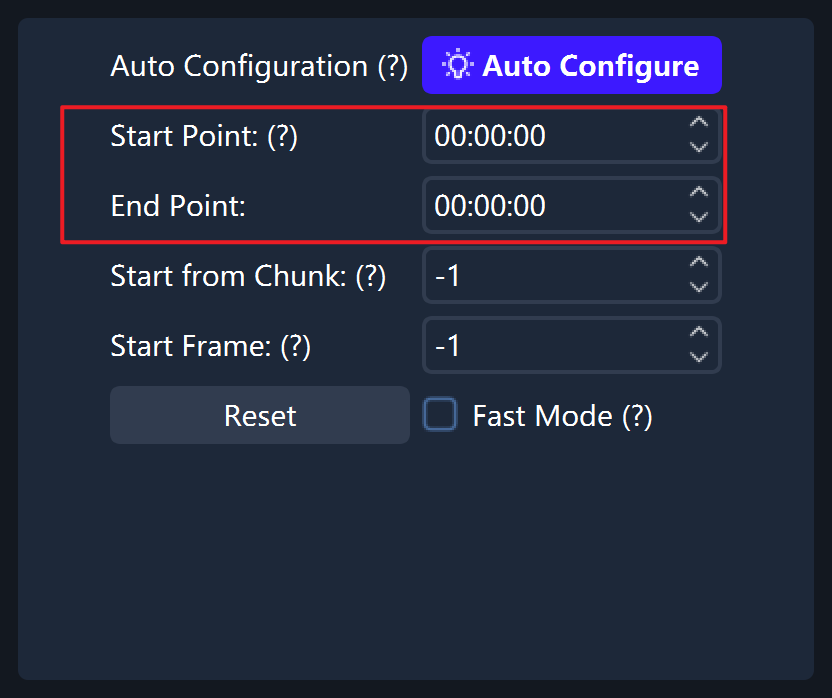 Auto Configuration (?) Auto Configure
Start Point: (?) 00:00:00
End Point: 00:00:00
Start from Chunk: (?) -1
Start Frame: (?) -1
Reset Fast Mode (?)